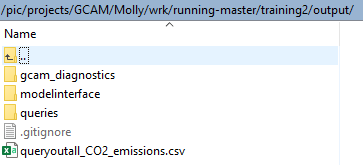 /pic/projects/GCAM/Molly/wrk/running-master/training2/output/
Name
..
gcam_diagnostics
modelinterface
queries
.gitignore
queryoutall_CO2_emissions.csv